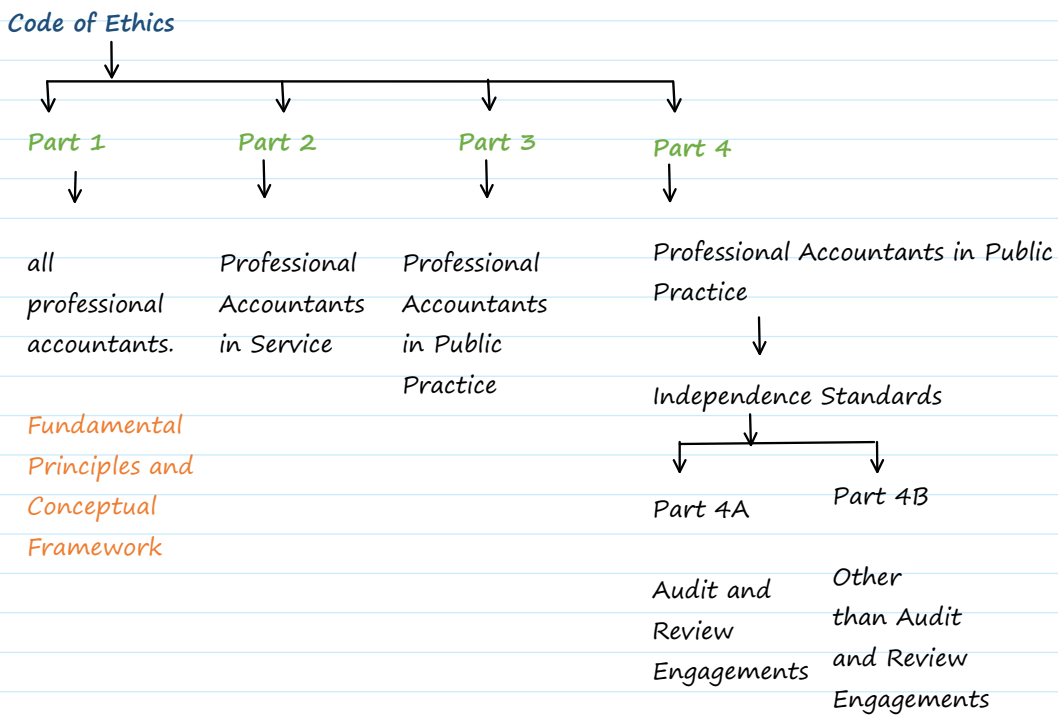 Code of Ethics
Part 1
Part 2
Part 3
Part 4
all
professional
accountants.
Fundamental
Principles and
Conceptual
Framework
Professional
Accountants
in Service
Professional
Accountants
in Public
Practice
Professional Accountants in Public
Practice
Independence Standards
Part 4A
Audit and
Review
Engagements
Part 4B
Other
than Audit
and Review
Engagements